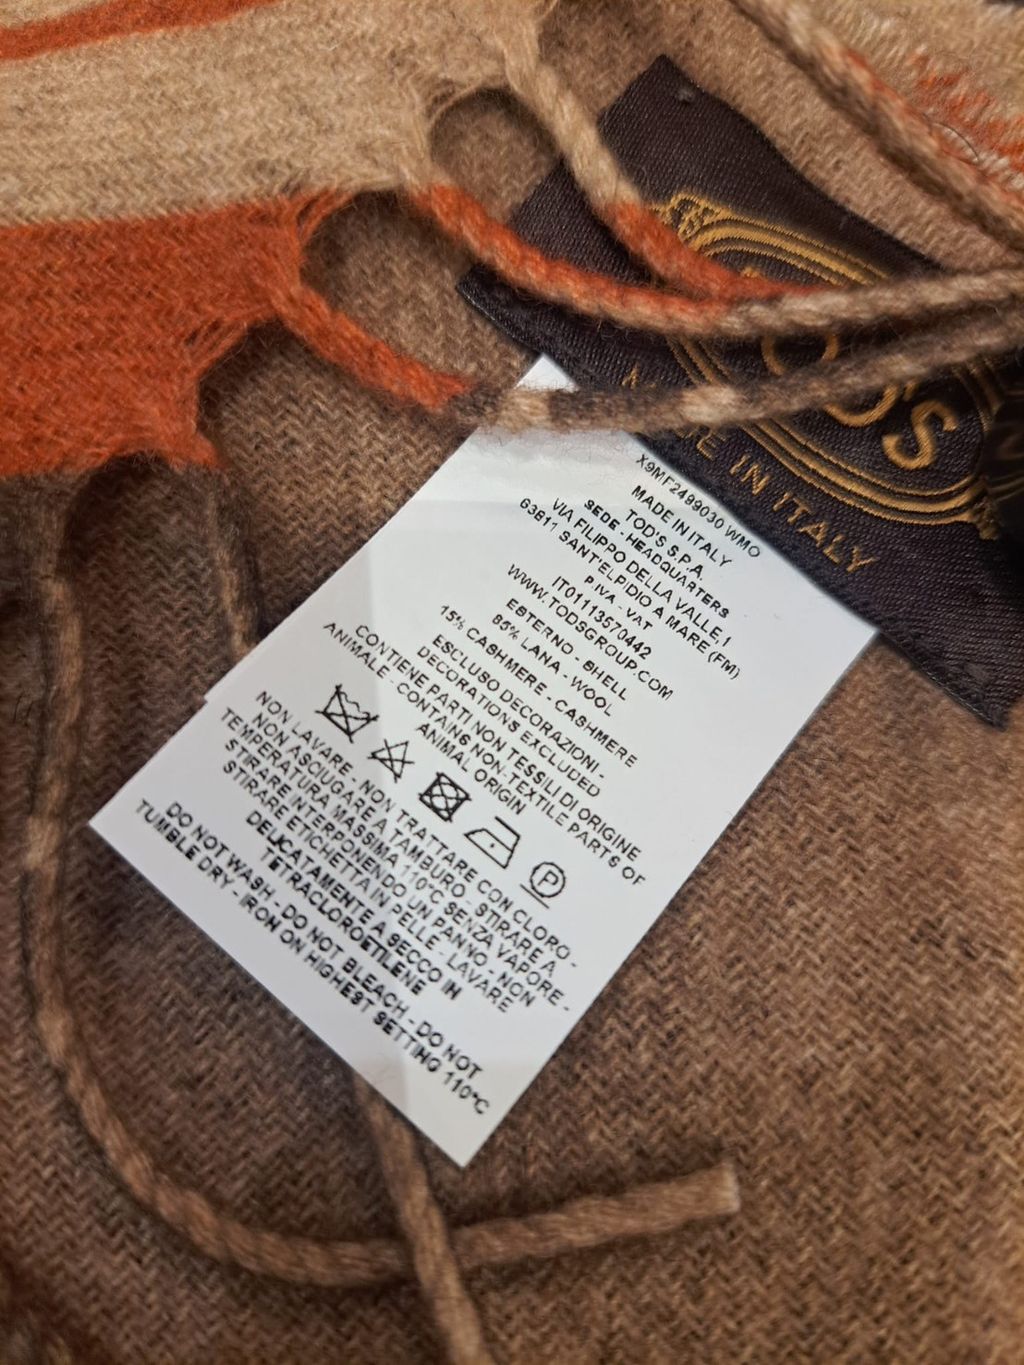 MADE IN ITALY
X9MF2499030 WMO
MADE IN ITALY
TOD'S S.P.A.
SEDE - HEADQUARTERS
VIA FILIPPO DELLA VALLE,1
63811 SANT'ELPIDIO A MARE (FM)
P.IVA - VAT
IT01113570442
WWW.TODSGROUP.COM
ESTERNO - SHELL
85% LANA - WOOL
15% CASHMERE - CASHMERE
ESCLUSO DECORAZIONI -
DECORATIONS EXCLUDED
CONTIENE PARTI NON TESSILI DI ORIGINE
ANIMALE - CONTAINS NON-TEXTILE PARTS OF
ANIMAL ORIGIN
P
NON LAVARE - NON TRATTARE CON CLORO -
NON ASCIUGARE A TAMBURO - STIRARE A
TEMPERATURA MASSIMA 110°C SENZA VAPORE -
STIRARE INTERPONENDO UN PANNO - NON
STIRARE ETICHETTA IN PELLE - LAVARE
DELICATAMENTE A SECCO IN
TETRACLOROETILENE
DO NOT WASH - DO NOT BLEACH - DO NOT
TUMBLE DRY - IRON ON HIGHEST SETTING 110°C